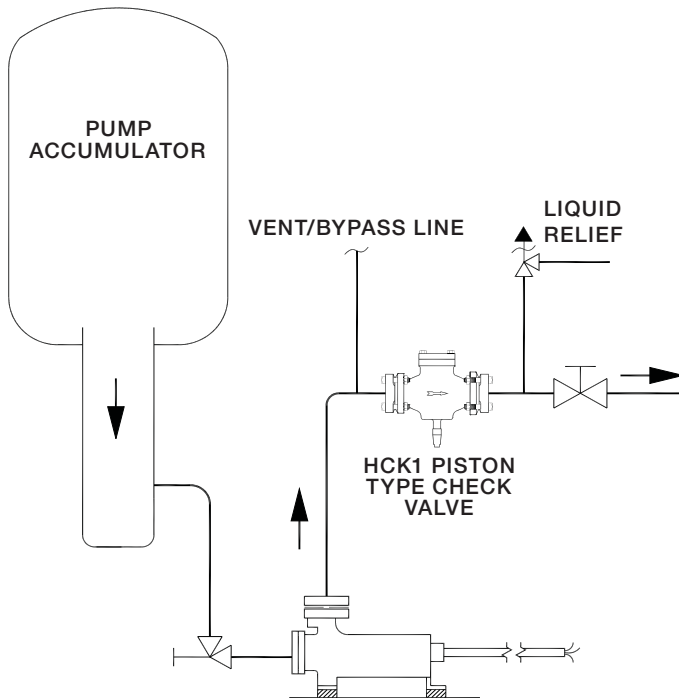 PUMP
ACCUMULATOR
VENT/BYPASS LINE
LIQUID
RELIEF
HCK1 PISTON
TYPE CHECK
VALVE